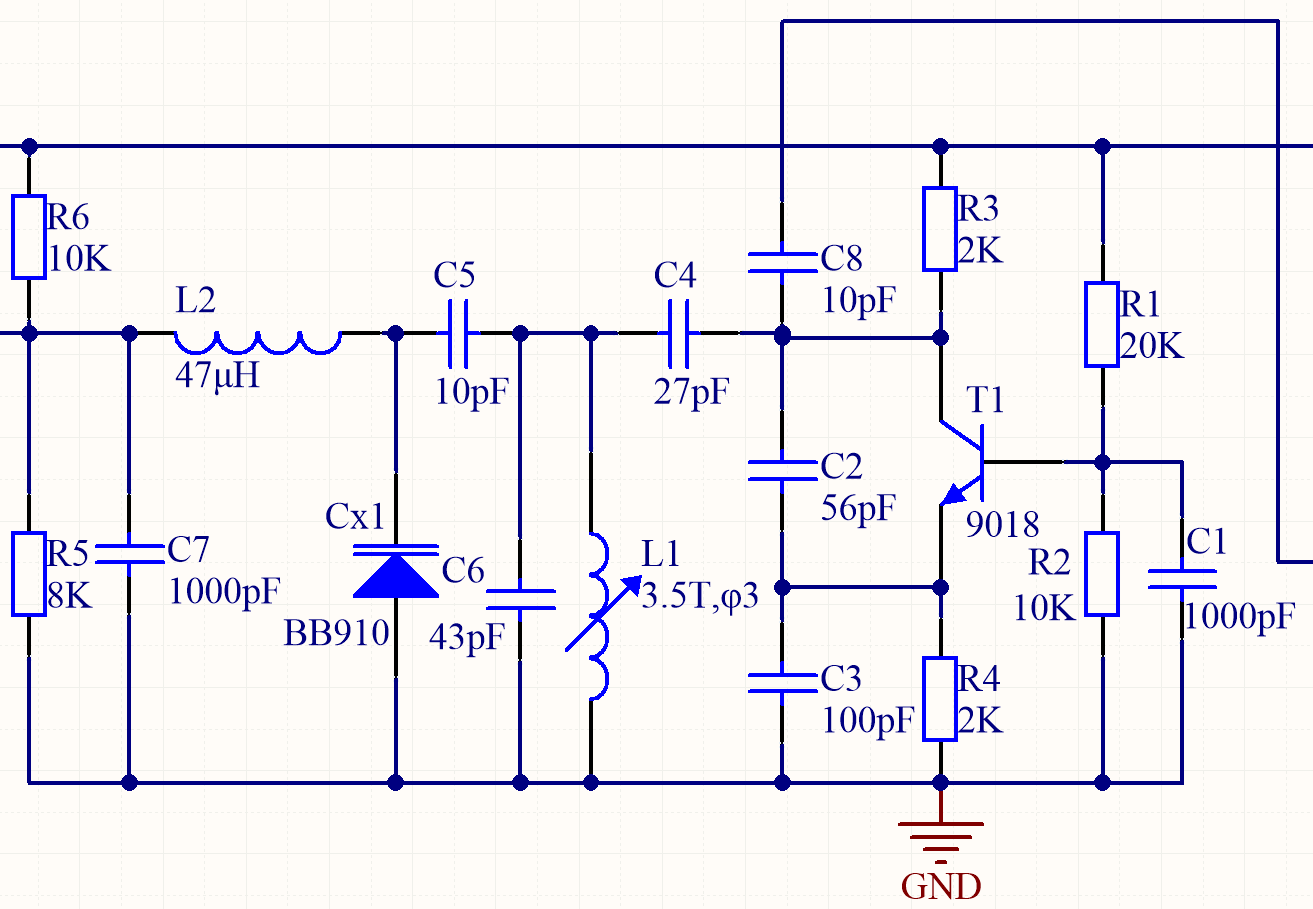 R6
10K
L2
47μH
C5
10pF
C4
27pF
C8
10pF
R3
2K
R1
20K
T1
9018
C2
56pF
Cx1
BB910
C6
43pF
L1
3.5T,φ3
R5
8K
C7
1000pF
R2
10K
C1
1000pF
C3
100pF
R4
2K
GND